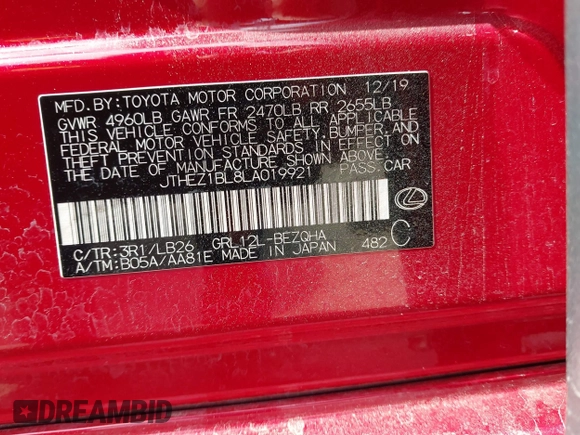 MFD.BY:TOYOTA MOTOR CORPORATION 12/19
GVWR 4960LB GAWR FR 2470LB RR 2655LB
THIS VEHICLE CONFORMS TO ALL APPLICABLE
FEDERAL MOTOR VEHICLE SAFETY, BUMPER, AND
THEFT PREVENTION STANDARDS IN EFFECT ON
THE DATE OF MANUFACTURE SHOWN ABOVE.
JTHEZ1BL8LA019921 PASS.CAR
C/TR:3R1/LB26 GRL12L-BEZQHA
A/TM:B05A/AA81E MADE IN JAPAN 482 C
DREAMBID